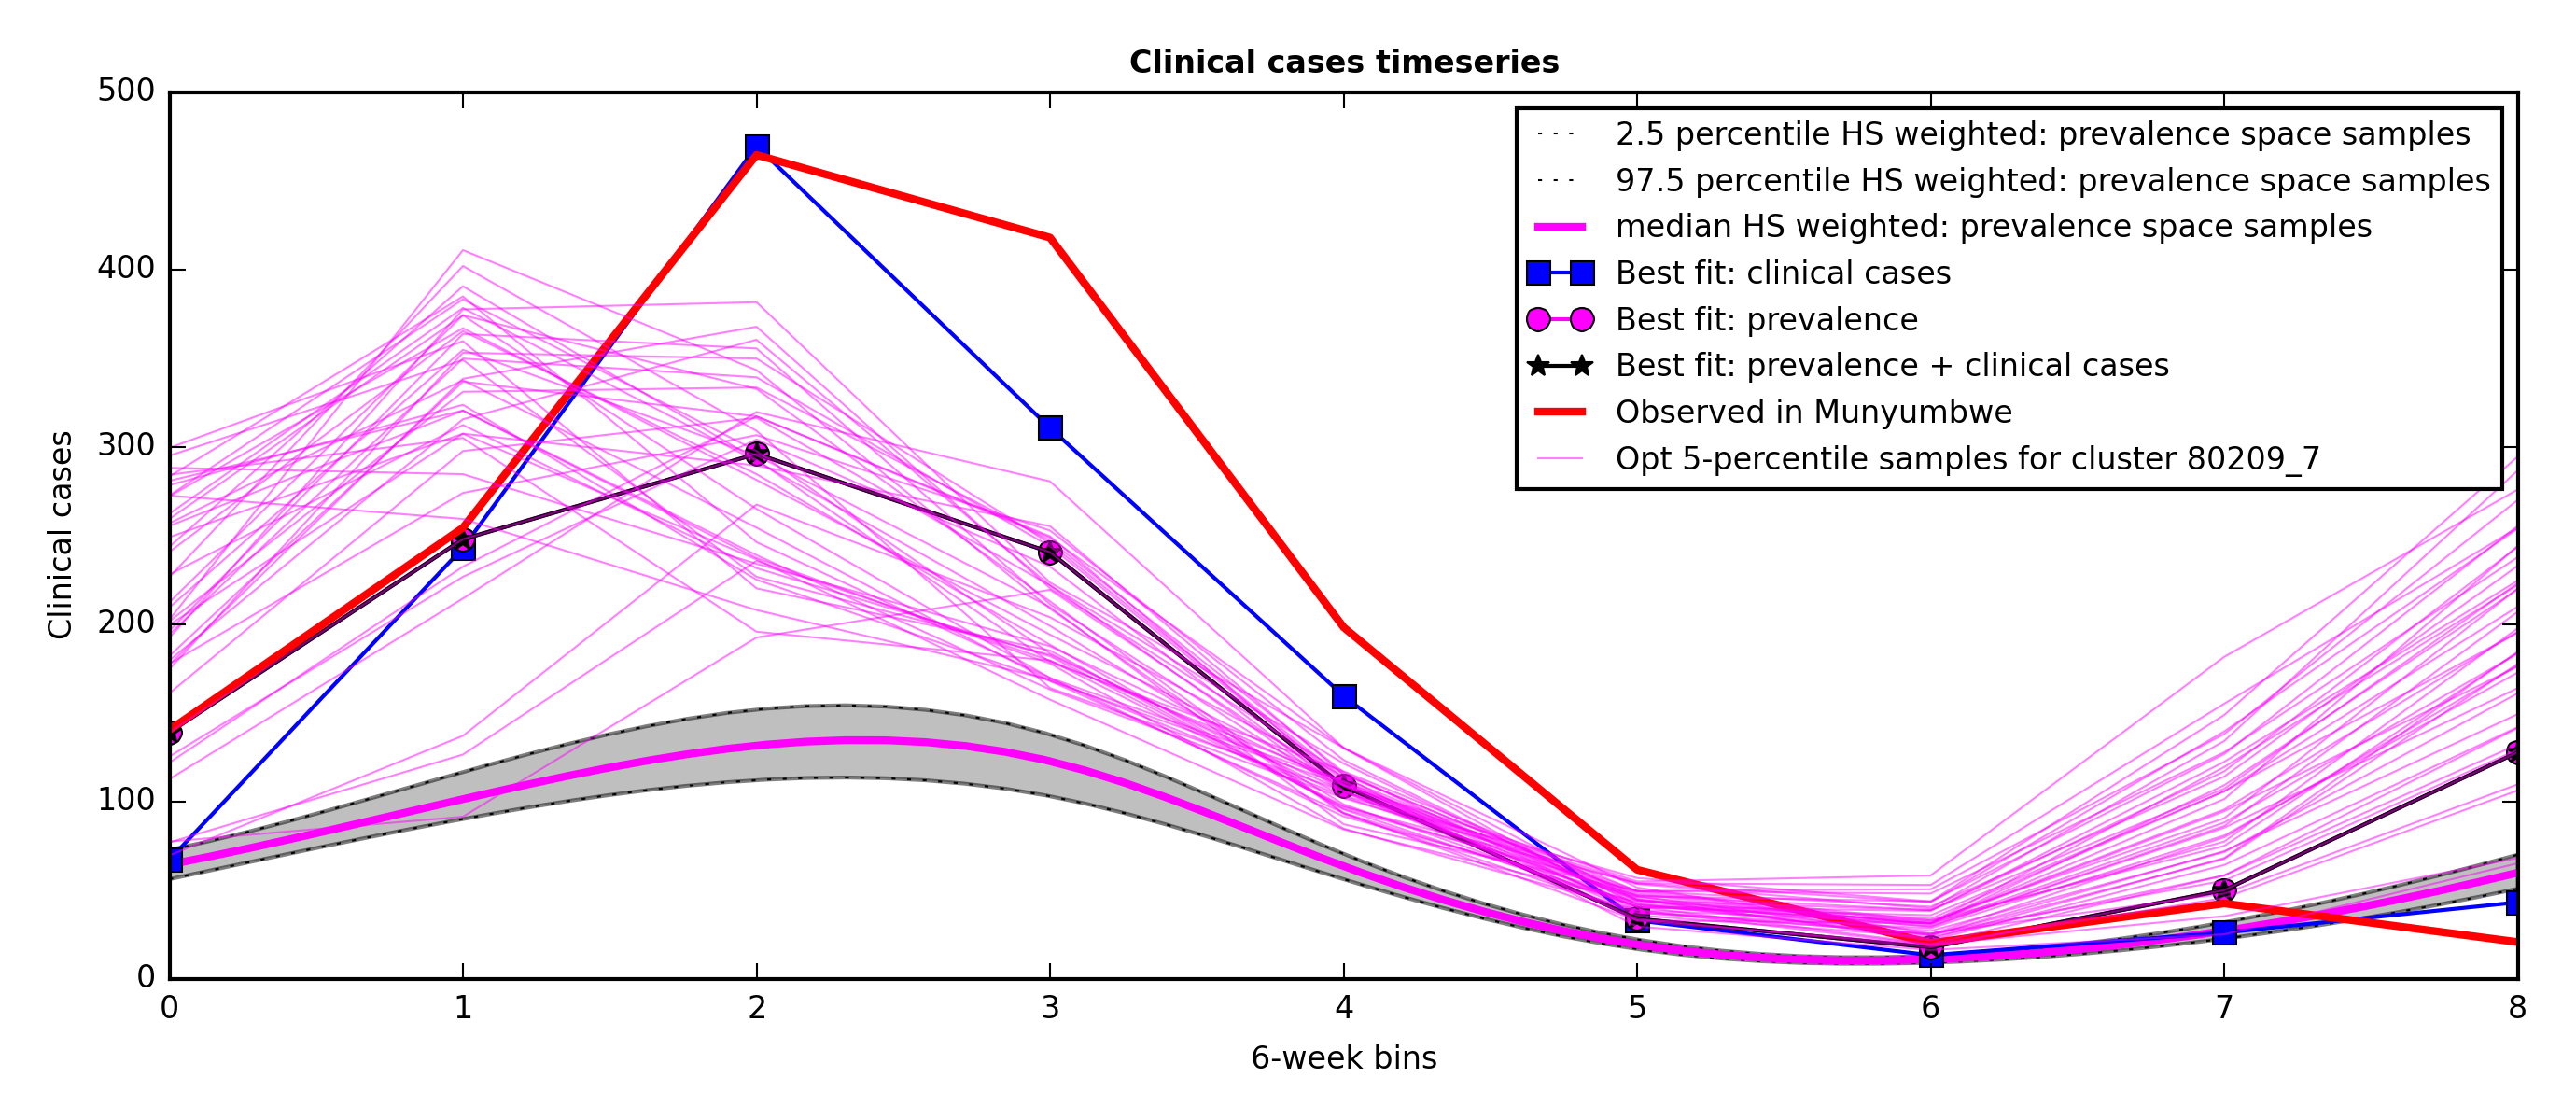 Clinical cases timeseries
500
400
300
200
100
0
Clinical cases
2.5 percentile HS weighted: prevalence space samples
97.5 percentile HS weighted: prevalence space samples
median HS weighted: prevalence space samples
Best fit: clinical cases
Best fit: prevalence
Best fit: prevalence + clinical cases
Observed in Munyumbwe
Opt 5-percentile samples for cluster 80209_7
0 1 2 3 4 5 6 7 8
6-week bins